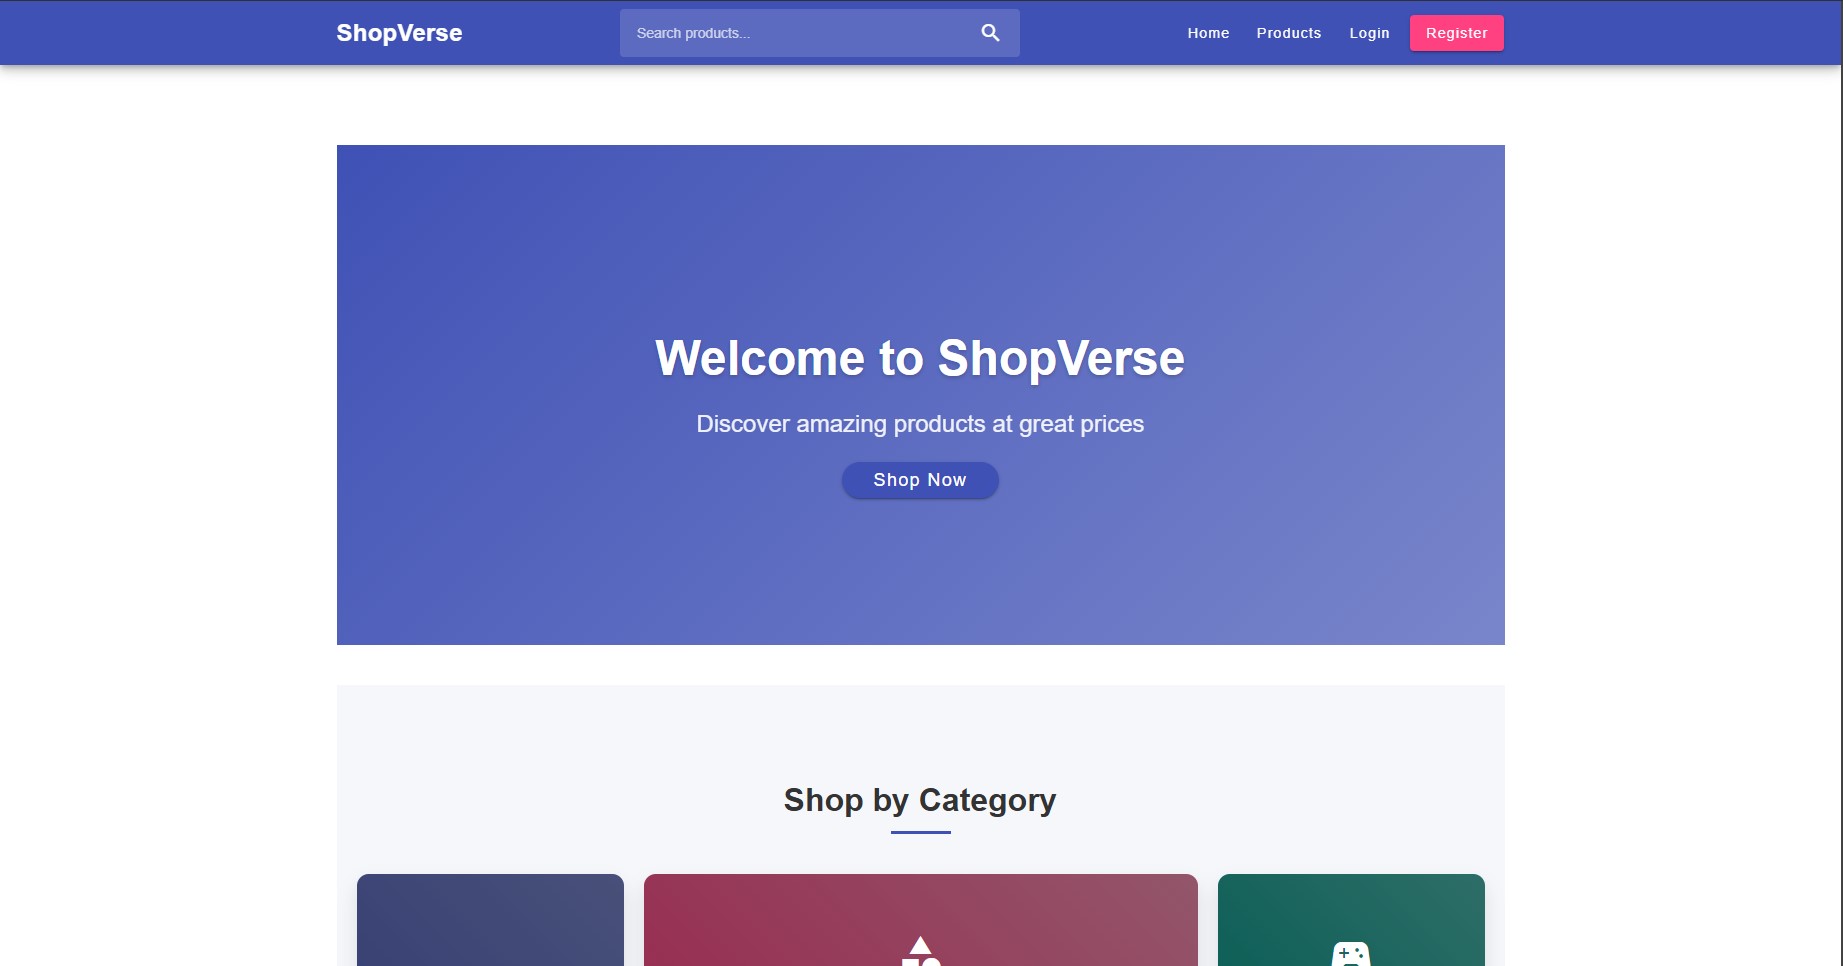 ShopVerse
Search products...
Home
Products
Login
Register
Welcome to ShopVerse
Discover amazing products at great prices
Shop Now
Shop by Category